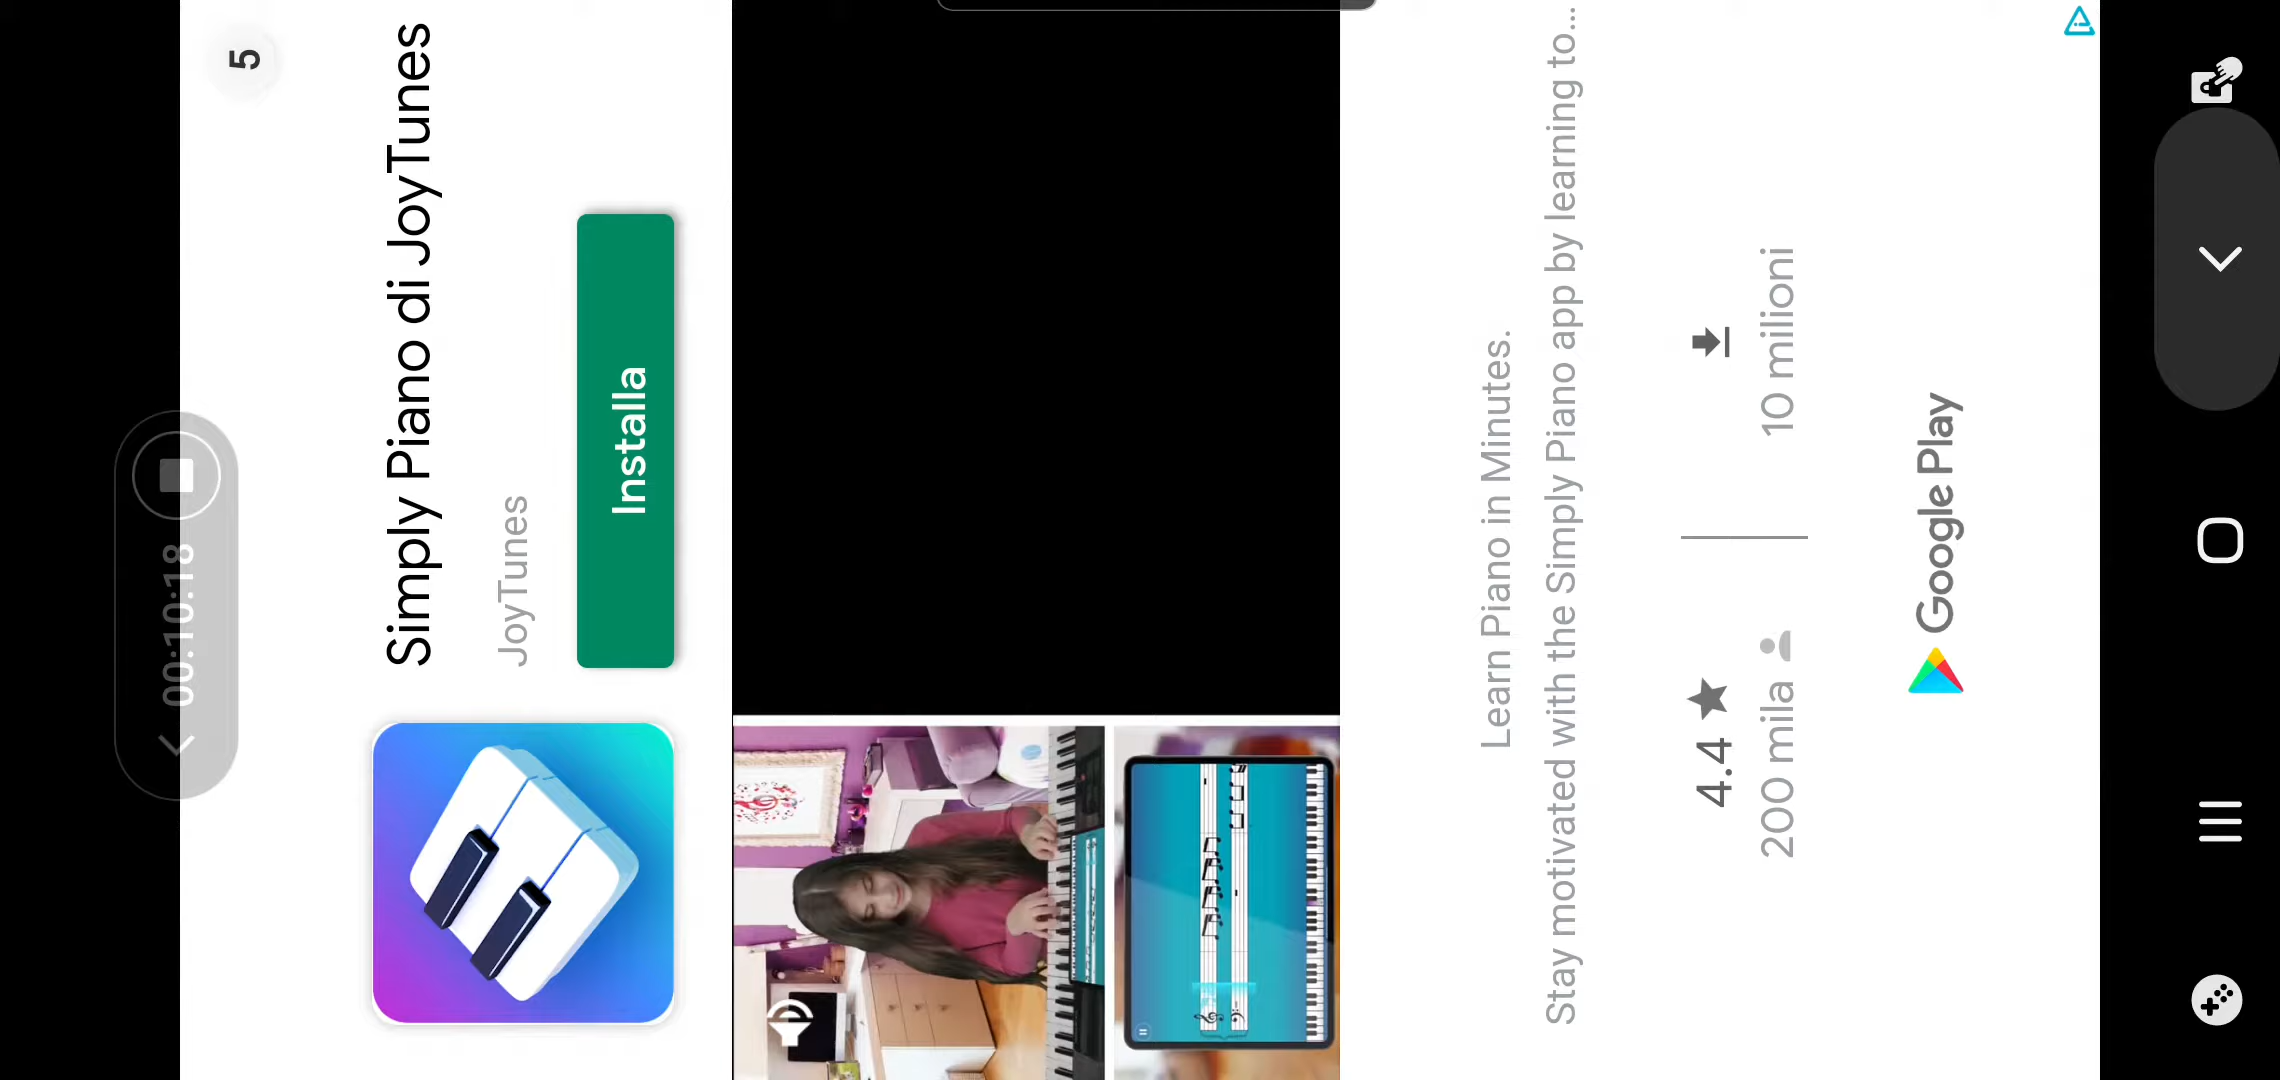 5
Simply Piano di JoyTunes
JoyTunes
Installa
Learn Piano in Minutes.
Stay motivated with the Simply Piano app by learning to...
4.4
200 mila
10 milioni
Google Play
00:10:18